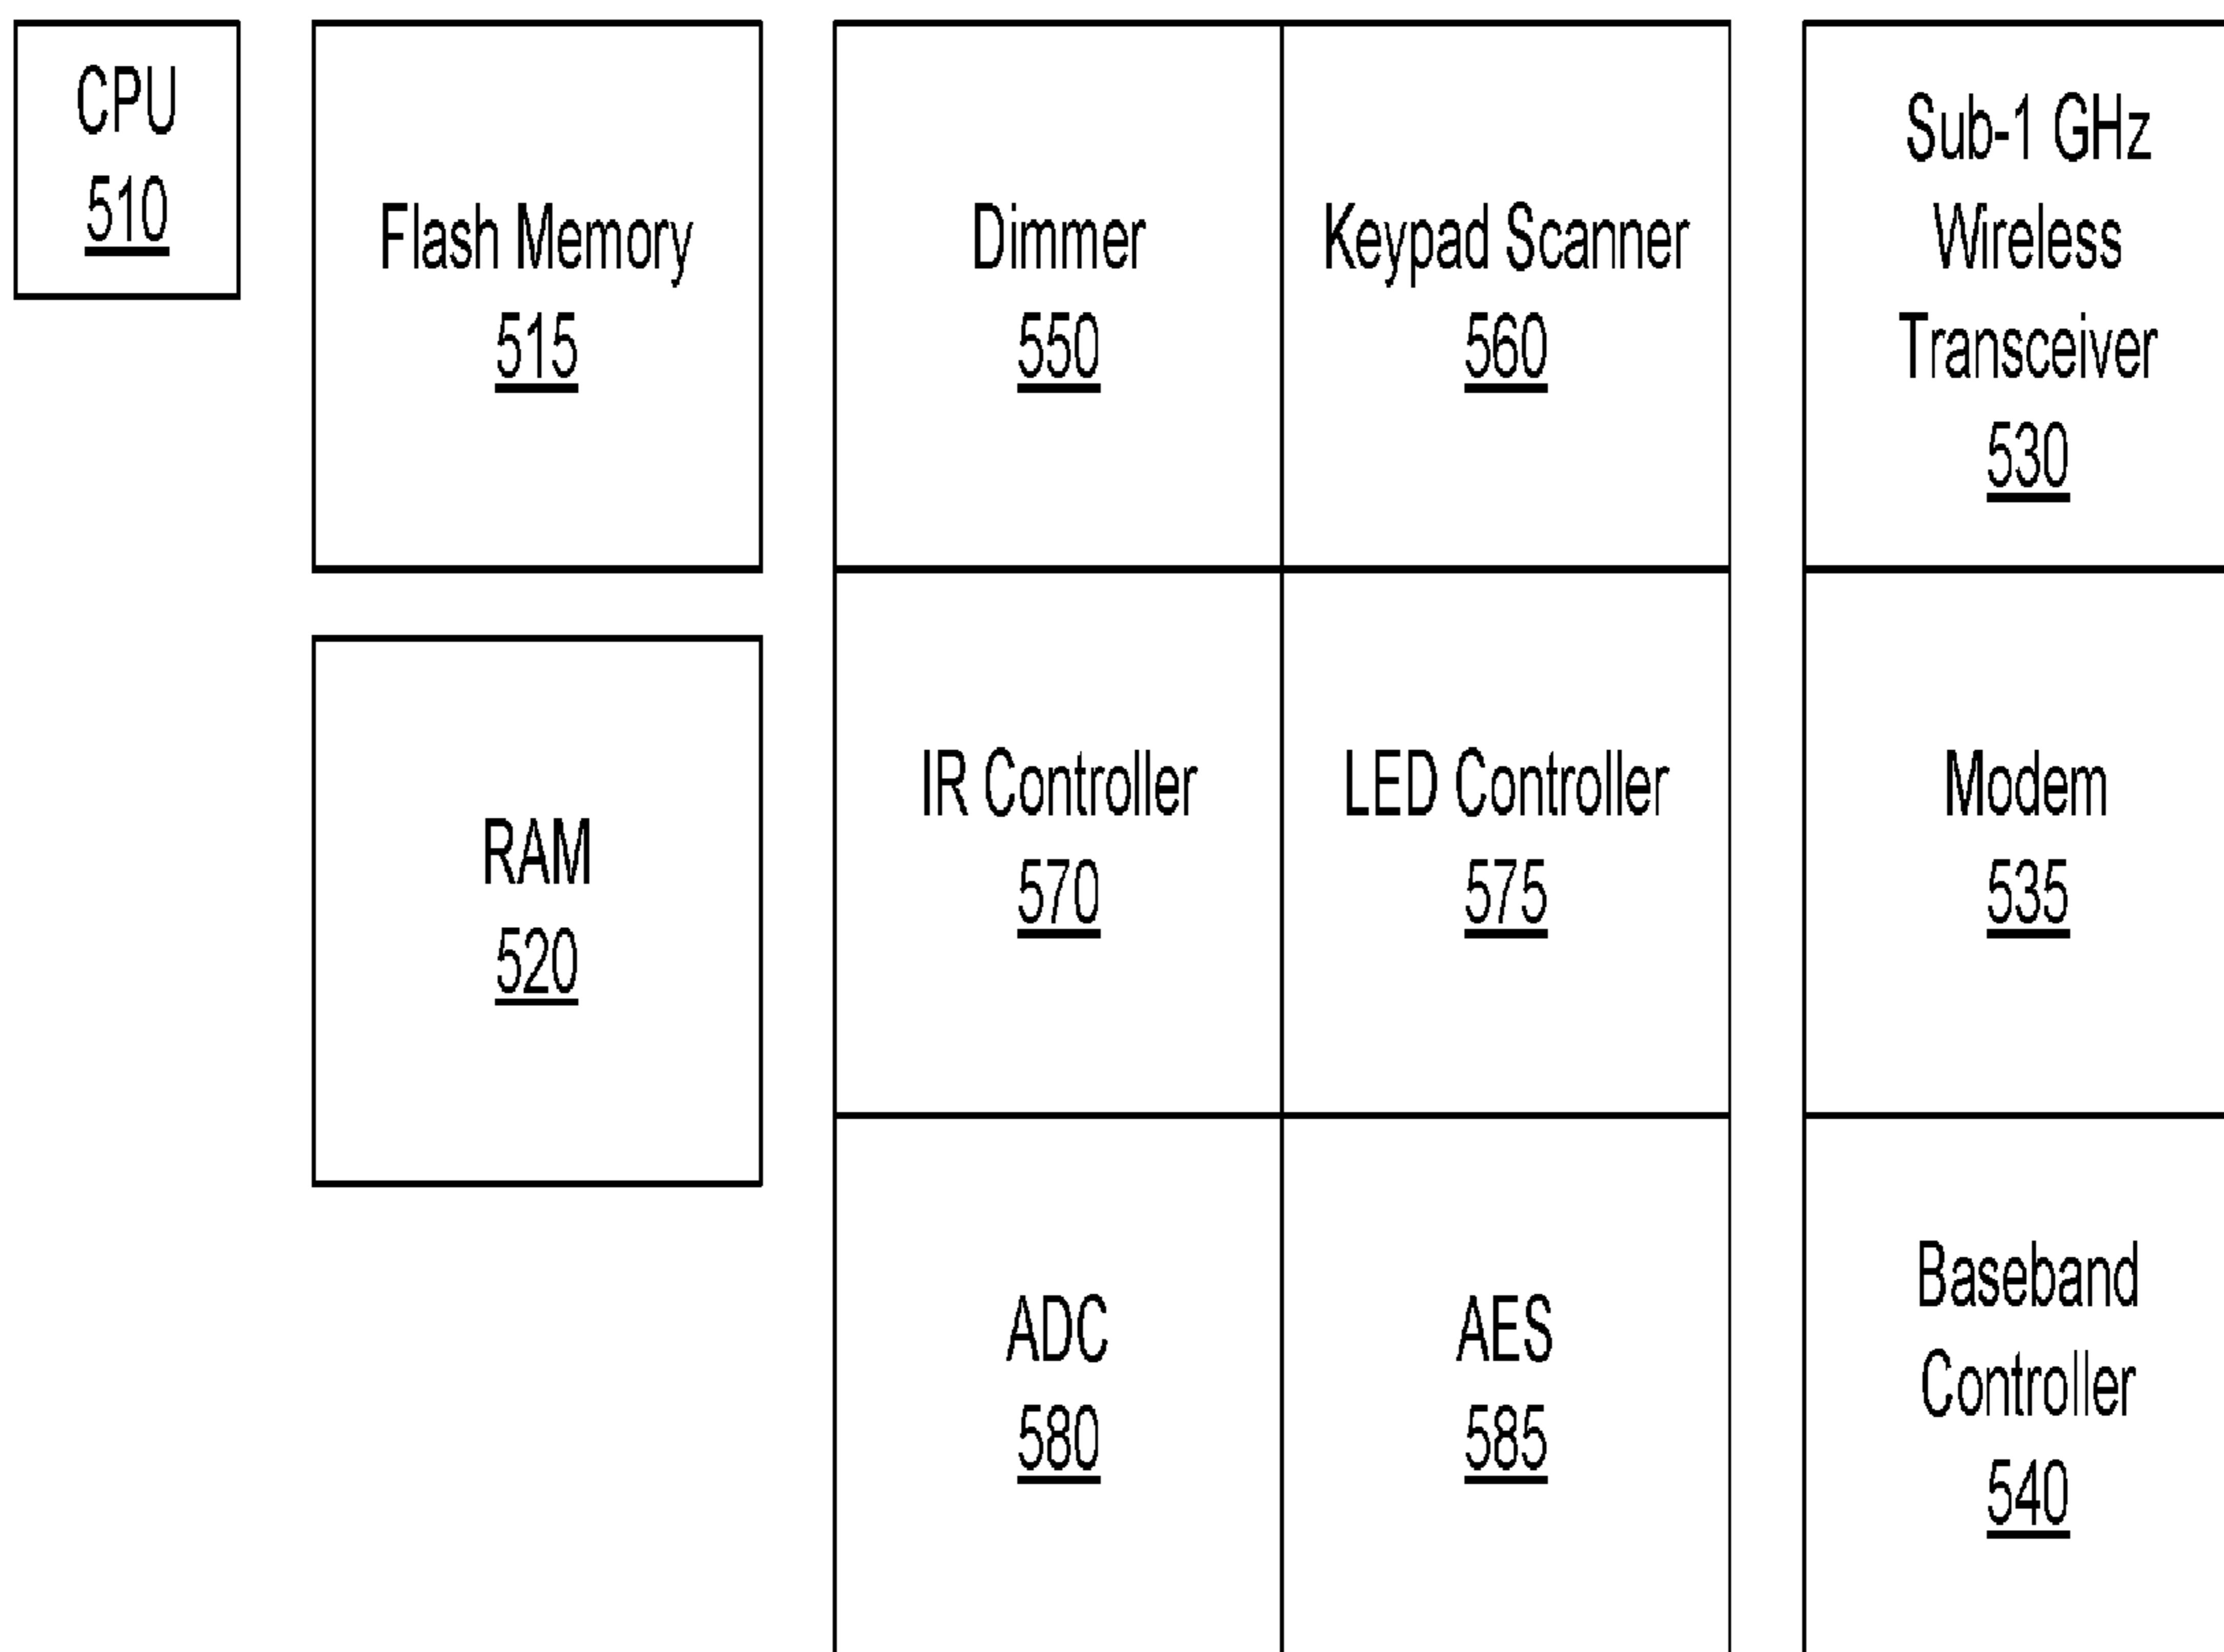 CPU
510
Flash Memory
515
RAM
520
Dimmer
550
Keypad Scanner
560
IR Controller
570
LED Controller
575
ADC
580
AES
585
Sub-1 GHz
Wireless
Transceiver
530
Modem
535
Baseband
Controller
540